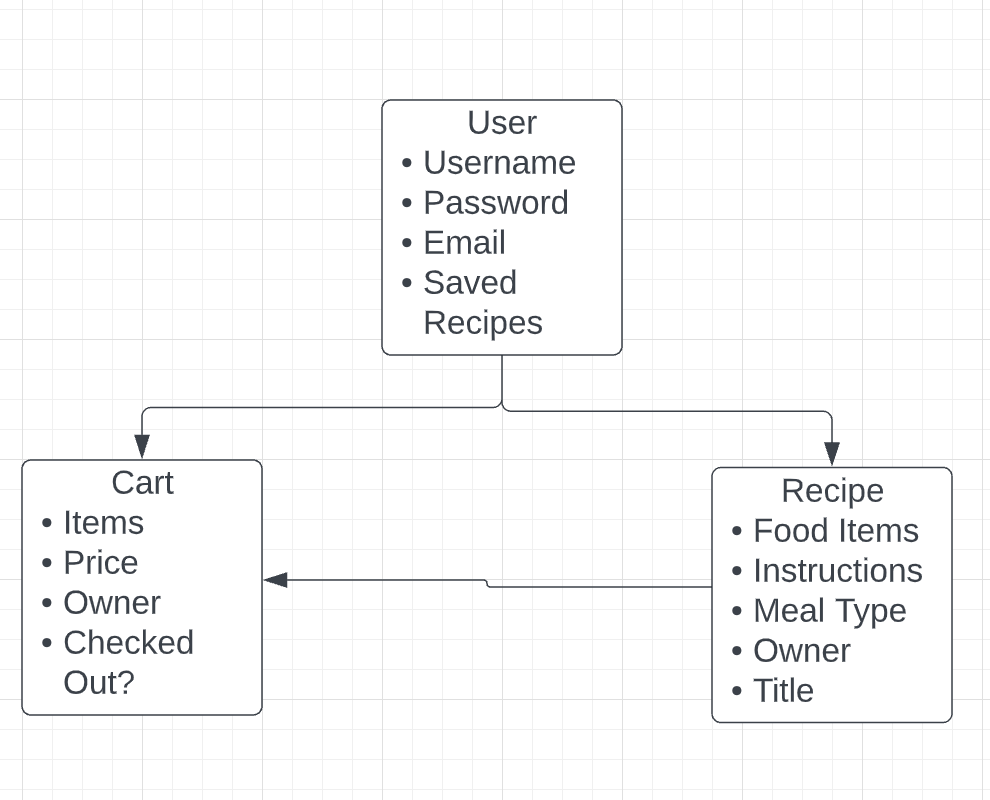 User
• Username
• Password
• Email
• Saved
Recipes
Cart
• Items
• Price
• Owner
• Checked
Out?
Recipe
• Food Items
• Instructions
• Meal Type
• Owner
• Title